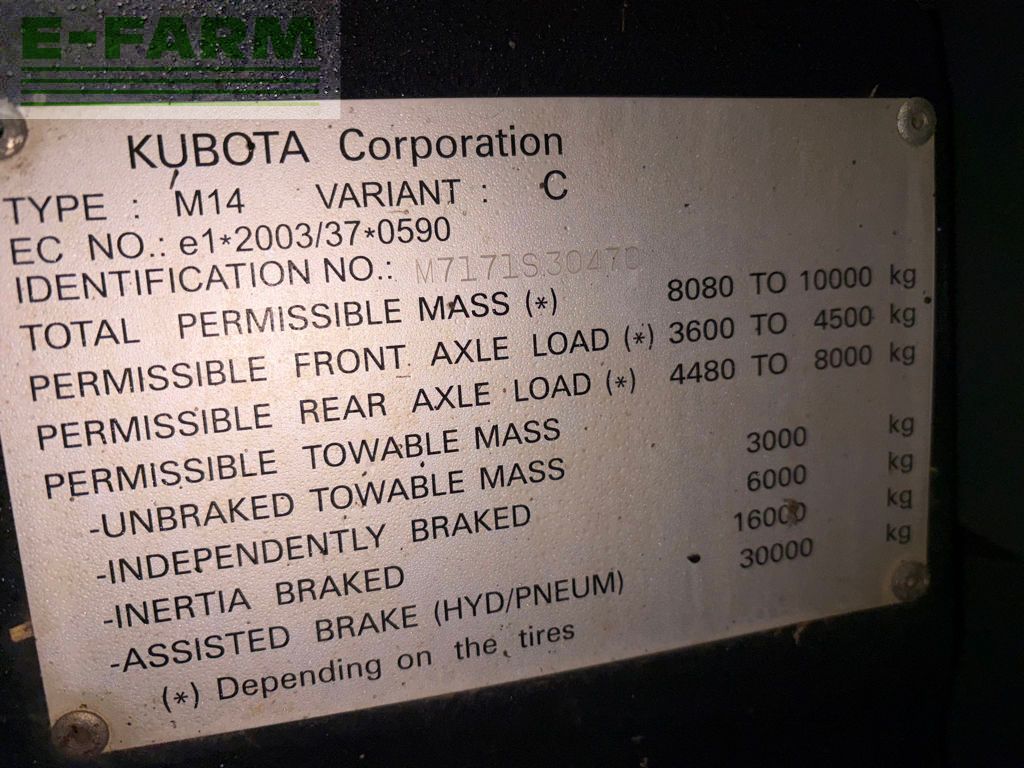 E-FARM
KUBOTA Corporation
TYPE : M14 VARIANT : C
EC NO.: e1*2003/37*0590
IDENTIFICATION NO.:
TOTAL PERMISSIBLE MASS (*) 8080 TO 10000 kg
PERMISSIBLE FRONT AXLE LOAD (*) 3600 TO 4500 kg
PERMISSIBLE REAR AXLE LOAD (*) 4480 TO 8000 kg
PERMISSIBLE TOWABLE MASS
-UNBRAKED TOWABLE MASS 3000 kg
-INDEPENDENTLY BRAKED 6000 kg
-INERTIA BRAKED 16000 kg
-ASSISTED BRAKE (HYD/PNEUM) 30000 kg
(*) Depending on the tires